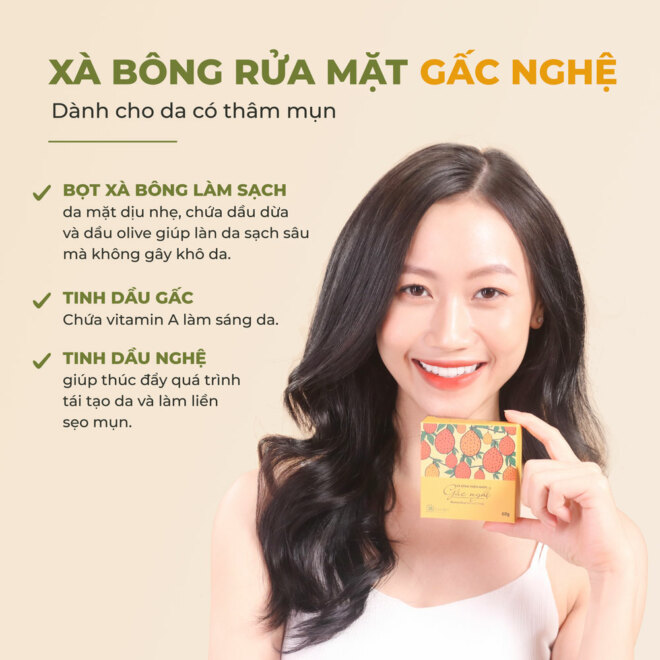 XÀ BÔNG RỬA MẶT GẤC NGHỆ
Dành cho da có thâm mụn
BỌT XÀ BÔNG LÀM SẠCH
da mặt dịu nhẹ, chứa dầu dừa
và dầu olive giúp làn da sạch sâu
mà không gây khô da.
TINH DẦU GẤC
Chứa vitamin A làm sáng da.
TINH DẦU NGHỆ
giúp thúc đẩy quá trình
tái tạo da và làm liền
sẹo mụn.
Gấc nghệ